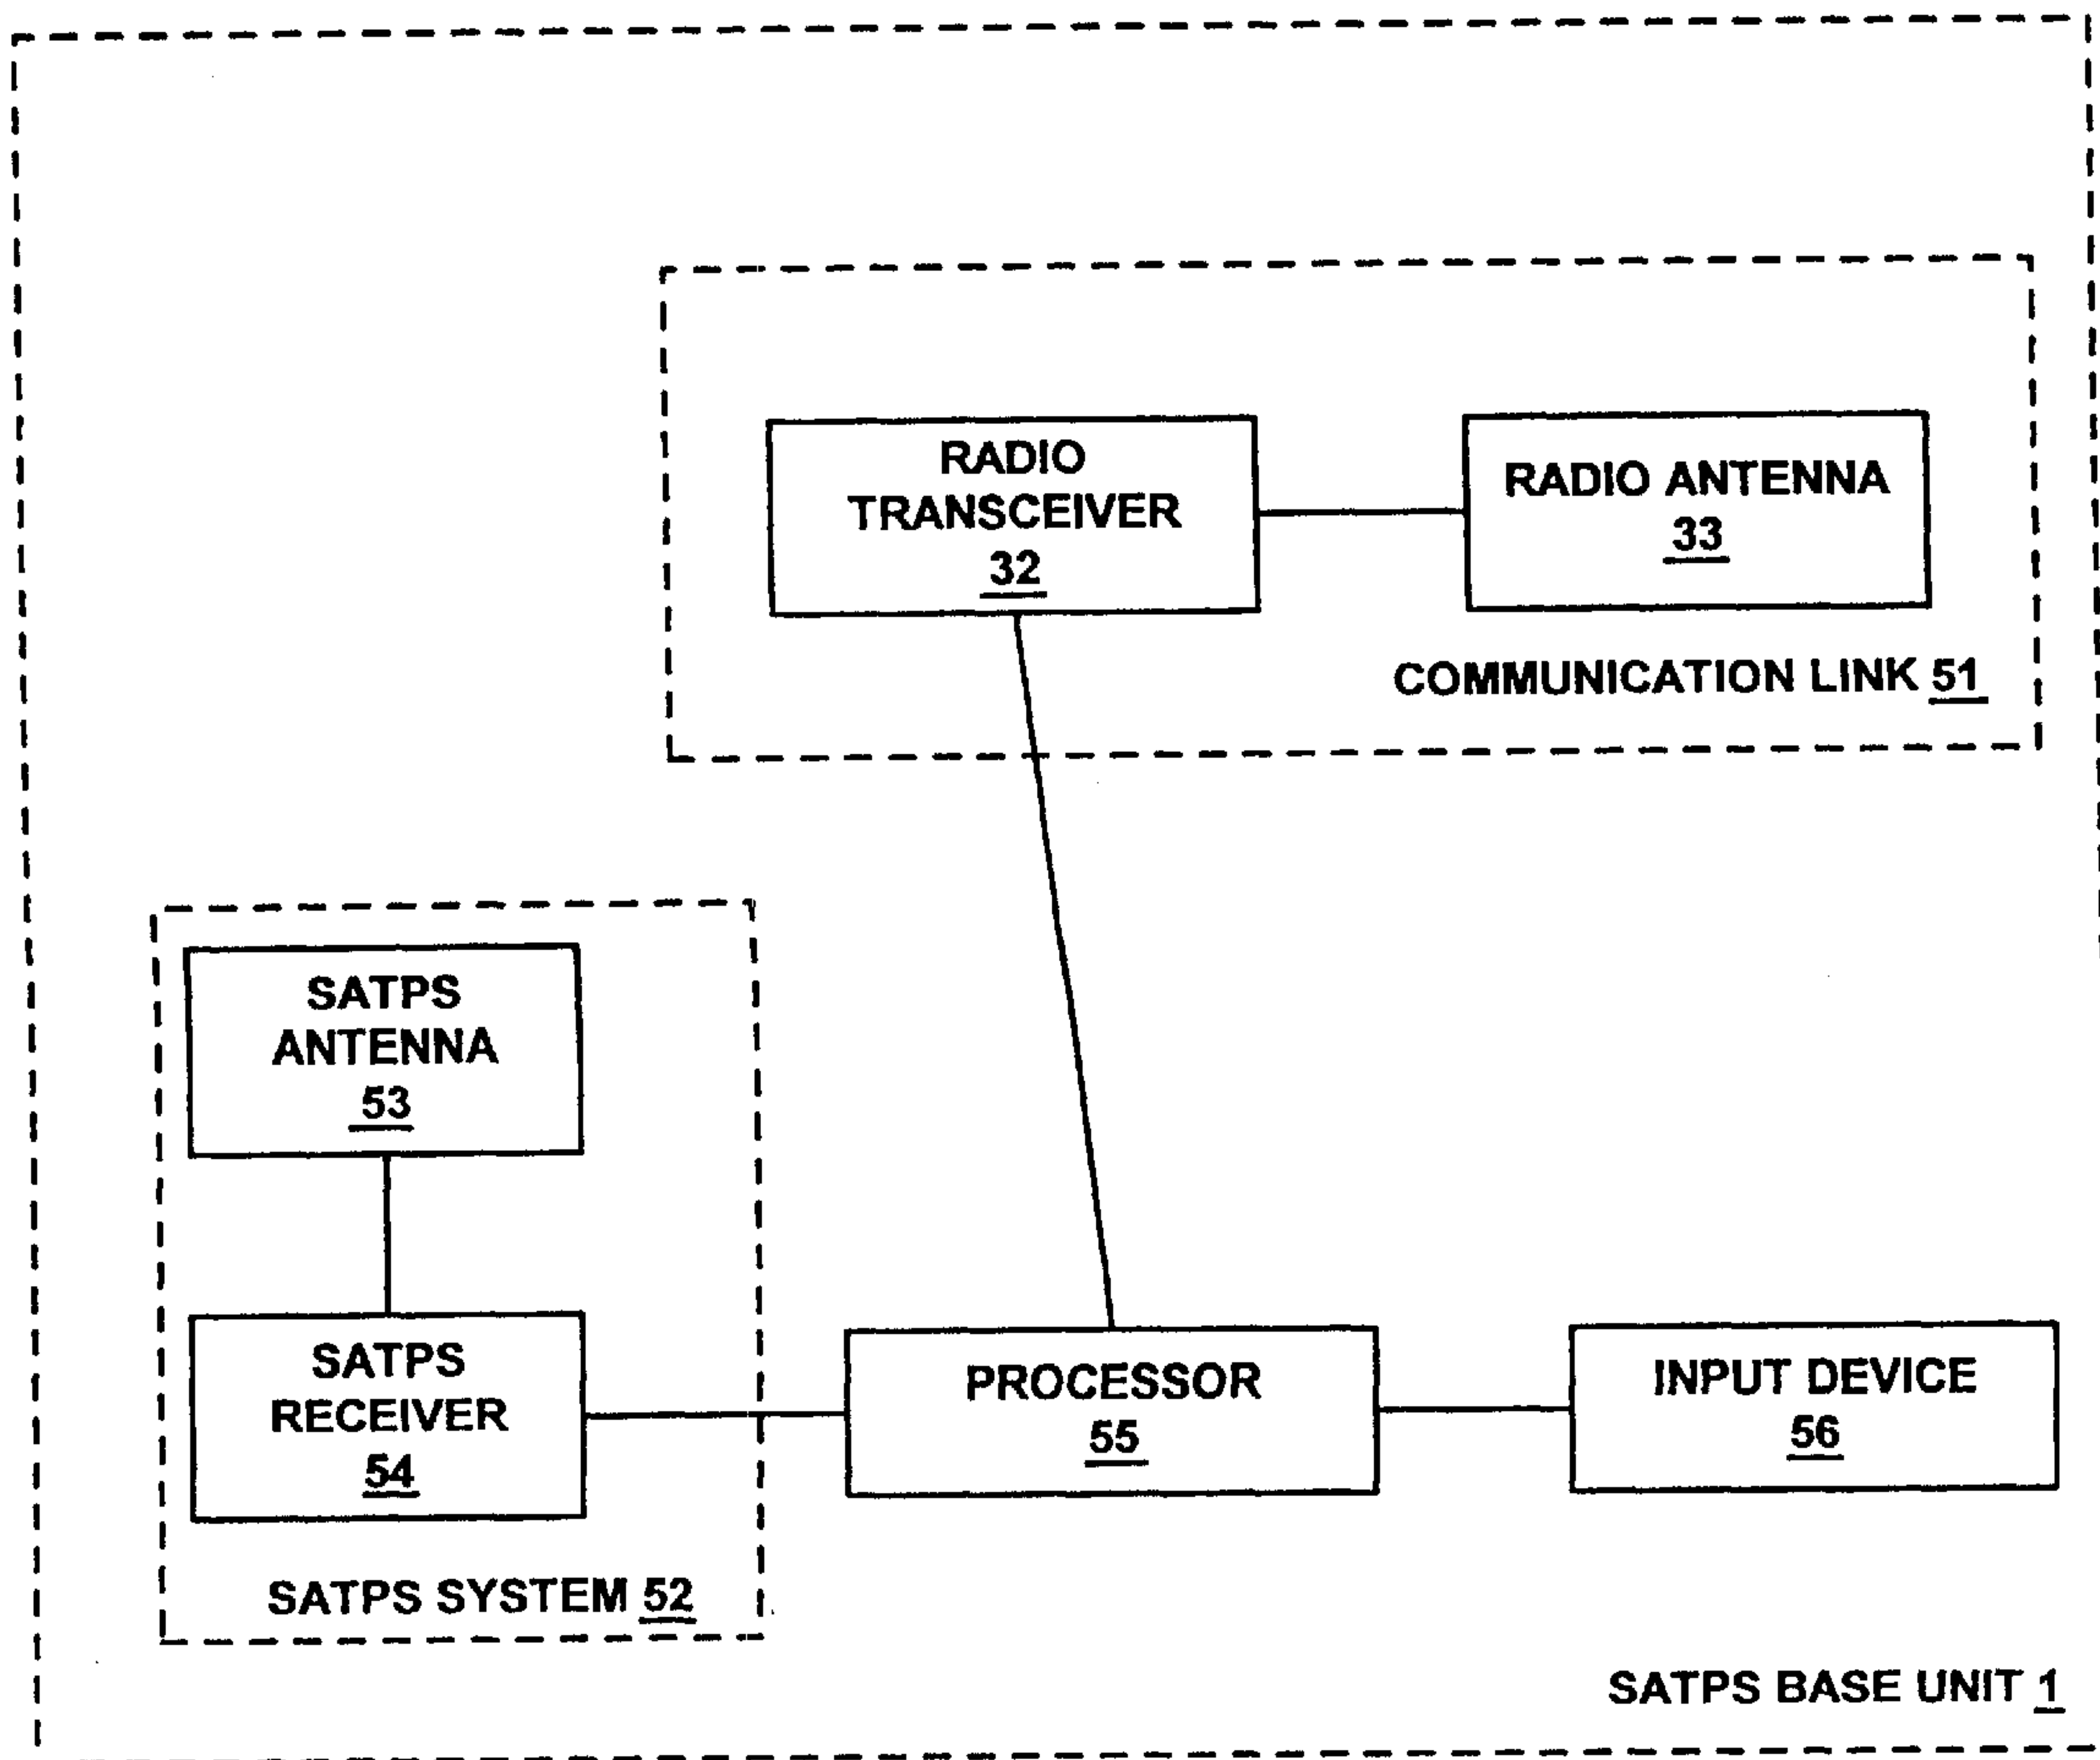 RADIO
TRANSCEIVER
32
RADIO ANTENNA
33
COMMUNICATION LINK 51
SATPS
ANTENNA
53
SATPS
RECEIVER
54
SATPS SYSTEM 52
PROCESSOR
55
INPUT DEVICE
56
SATPS BASE UNIT 1